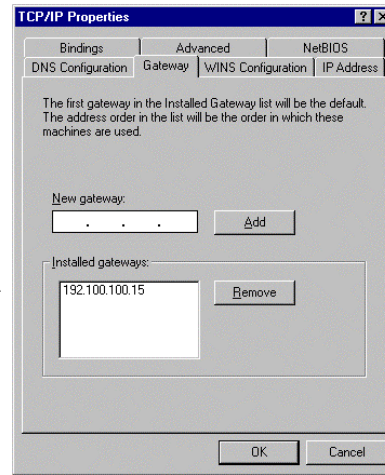 TCP/IP Properties
Bindings Advanced NetBIOS
DNS Configuration Gateway WINS Configuration IP Address
The first gateway in the Installed Gateway list will be the default.
The address order in the list will be the order in which these
machines are used.
New gateway:
. . .
Add
Installed gateways:
192.100.100.15
Remove
OK Cancel